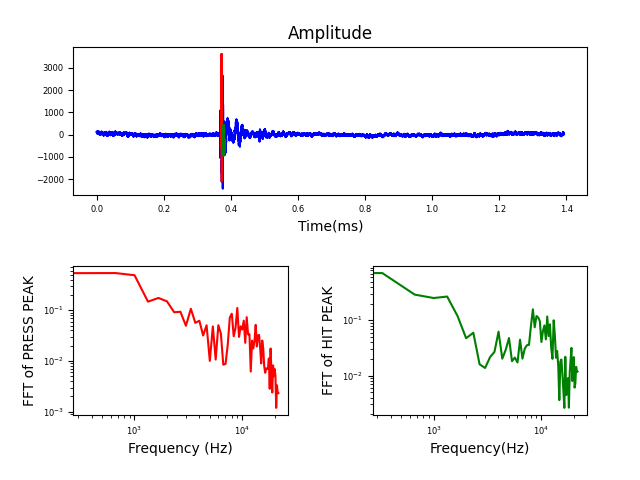 Amplitude
3000
2000
1000
0
−1000
−2000
0.0 0.2 0.4 0.6 0.8 1.0 1.2 1.4
Time(ms)
FFT of PRESS PEAK
10⁻¹
10⁻²
10⁻³
10³ 10⁴
Frequency (Hz)
FFT of HIT PEAK
10⁻¹
10⁻²
10³ 10⁴
Frequency(Hz)